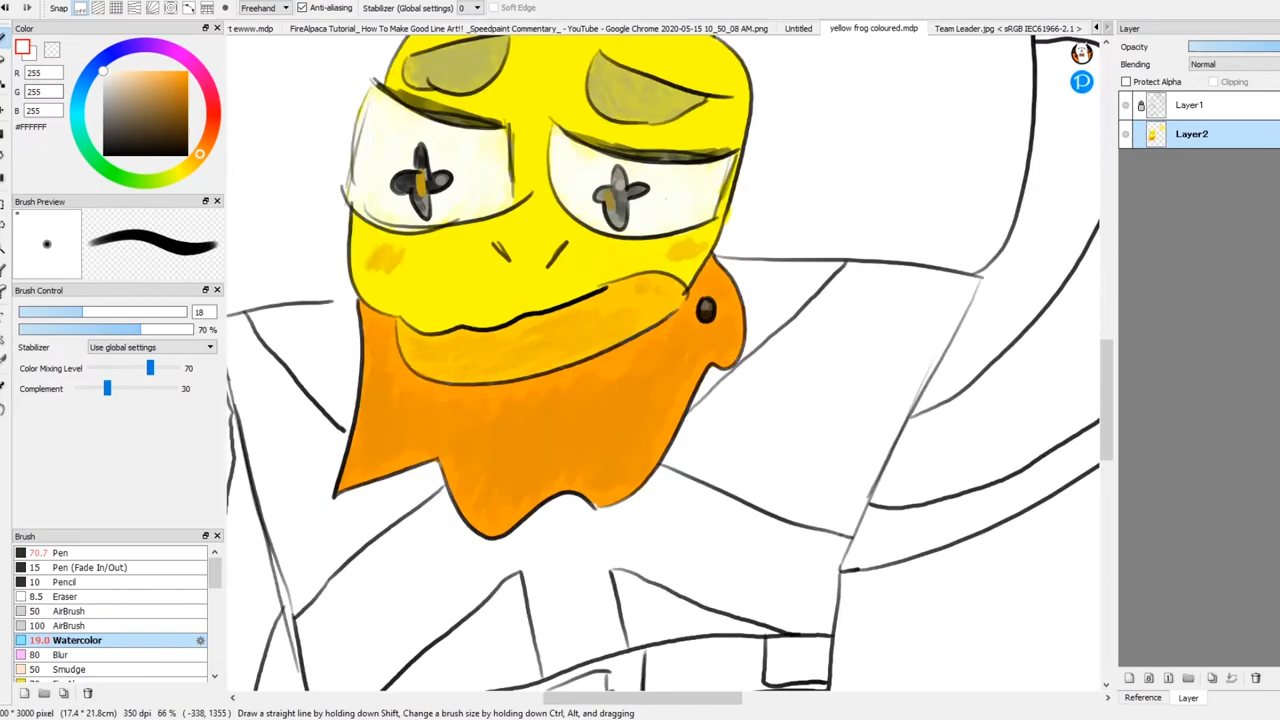 Snap Freehand Anti-aliasing Stabilizer (Global settings) 0 Soft Edge
t ewww.mdp FireAlpaca Tutorial_ How To Make Good Line Art!! _Speedpaint Commentary_ - YouTube - Google Chrome 2020-05-15 10_50_08 AM.png Untitled yellow frog coloured.mdp Team Leader.jpg < sRGB IEC61966-2.1 >
Color
R 255
G 255
B 255
#FFFFFF
Brush Preview
Brush Control
18
70 %
Stabilizer Use global settings
Color Mixing Level 70
Complement 30
Brush
70.7 Pen
15 Pen (Fade In/Out)
10 Pencil
8.5 Eraser
50 AirBrush
100 AirBrush
19.0 Watercolor
80 Blur
50 Smudge
Layer
Opacity
Blending Normal
Protect Alpha Clipping
Layer1
Layer2
Reference Layer
00 * 3000 pixel (17.4 * 21.8cm) 350 dpi 66 % (-338, 1355) Draw a straight line by holding down Shift, Change a brush size by holding down Ctrl, Alt, and dragging